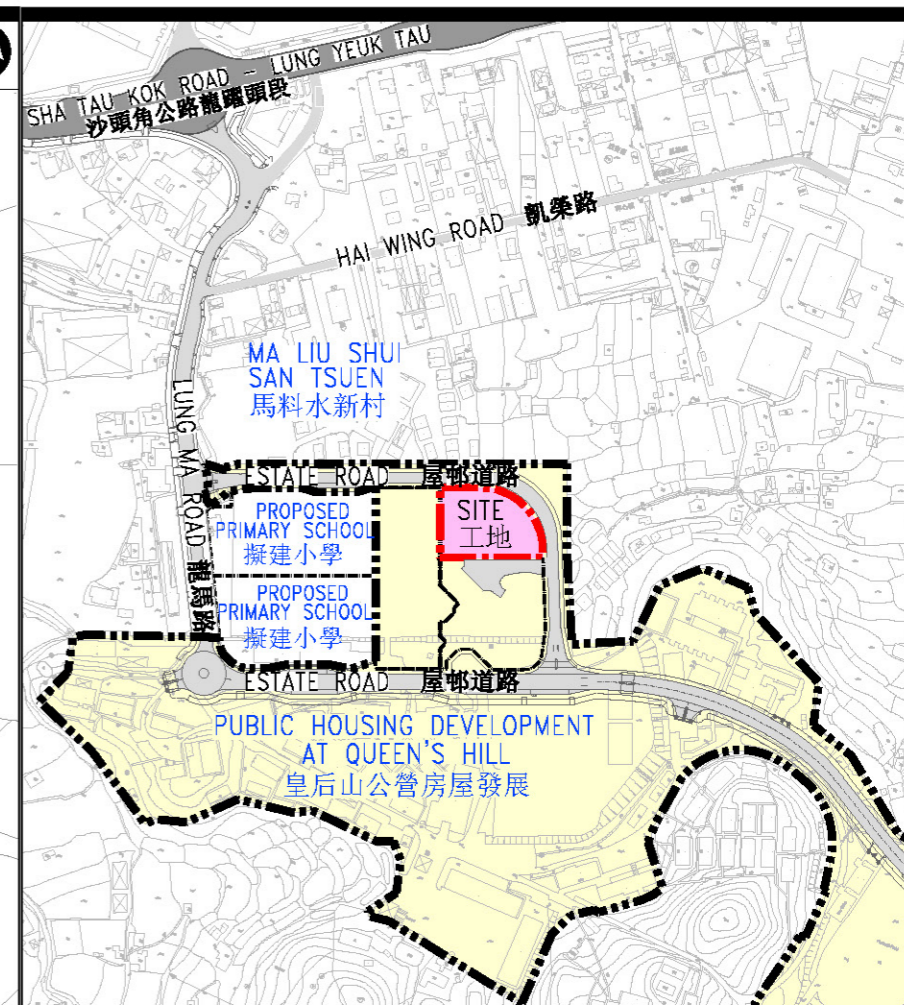 SHA TAU KOK ROAD - LUNG YEUK TAU
沙頭角公路龍躍頭段
HAI WING ROAD 凱榮路
MA LIU SHUI
SAN TSUEN
馬料水新村
LUNG MA ROAD 龍馬路
ESTATE ROAD 屋邨道路
PROPOSED
PRIMARY SCHOOL
擬建小學
SITE
工地
PROPOSED
PRIMARY SCHOOL
擬建小學
ESTATE ROAD 屋邨道路
PUBLIC HOUSING DEVELOPMENT
AT QUEEN'S HILL
皇后山公營房屋發展